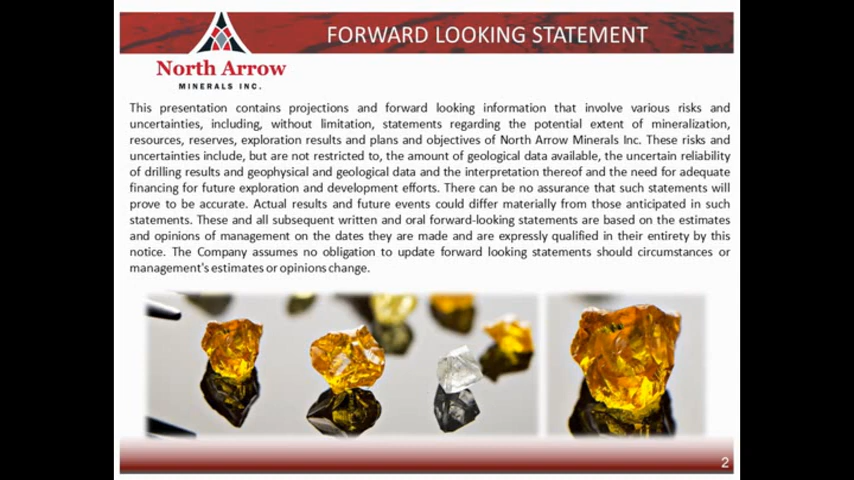 FORWARD LOOKING STATEMENT
North Arrow
MINERALS INC.
This presentation contains projections and forward looking information that involve various risks and
uncertainties, including, without limitation, statements regarding the potential extent of mineralization,
resources, reserves, exploration results and plans and objectives of North Arrow Minerals Inc. These risks and
uncertainties include, but are not restricted to, the amount of geological data available, the uncertain reliability
of drilling results and geophysical and geological data and the interpretation thereof and the need for adequate
financing for future exploration and development efforts. There can be no assurance that such statements will
prove to be accurate. Actual results and future events could differ materially from those anticipated in such
statements. These and all subsequent written and oral forward-looking statements are based on the estimates
and opinions of management on the dates they are made and are expressly qualified in their entirety by this
notice. The Company assumes no obligation to update forward looking statements should circumstances or
management's estimates or opinions change.
2